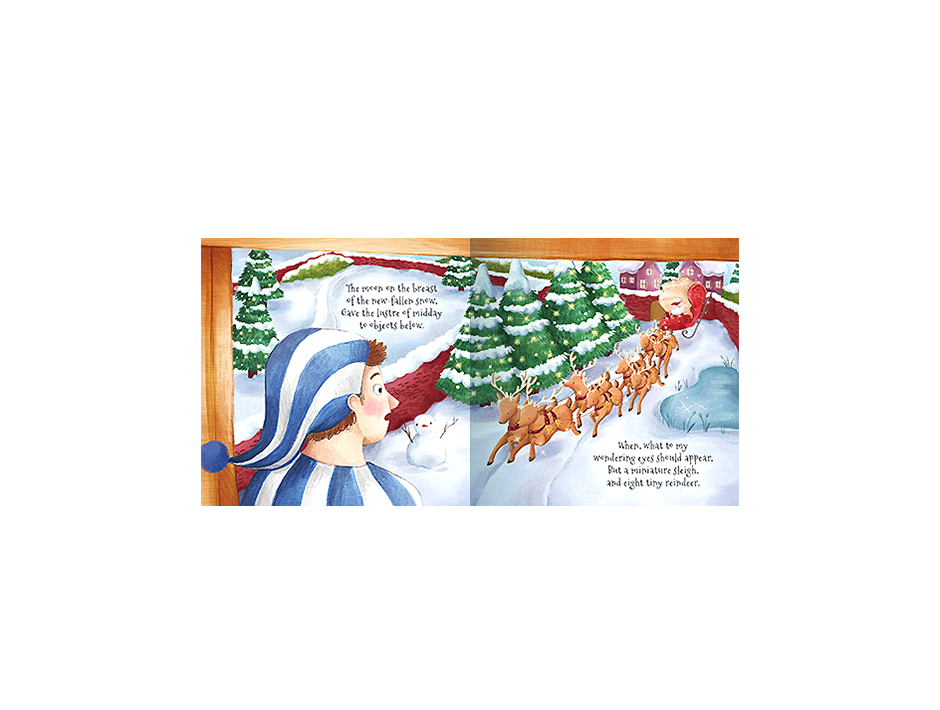 The moon on the breast
of the new-fallen snow,
Gave the lustre of midday
to objects below.
When, what to my
wondering eyes should appear,
But a miniature sleigh,
and eight tiny reindeer.